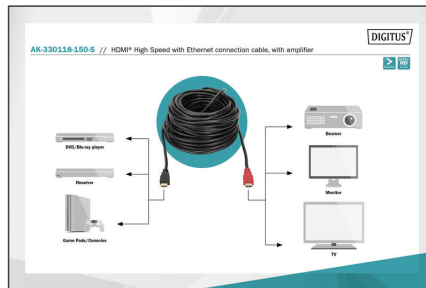 DIGITUS®
AK-330118-150-S // HDMI® High Speed with Ethernet connection cable, with amplifier
HD
DVD/Blu-ray player
Receiver
Game Pads/Consoles
Beamer
Monitor
TV